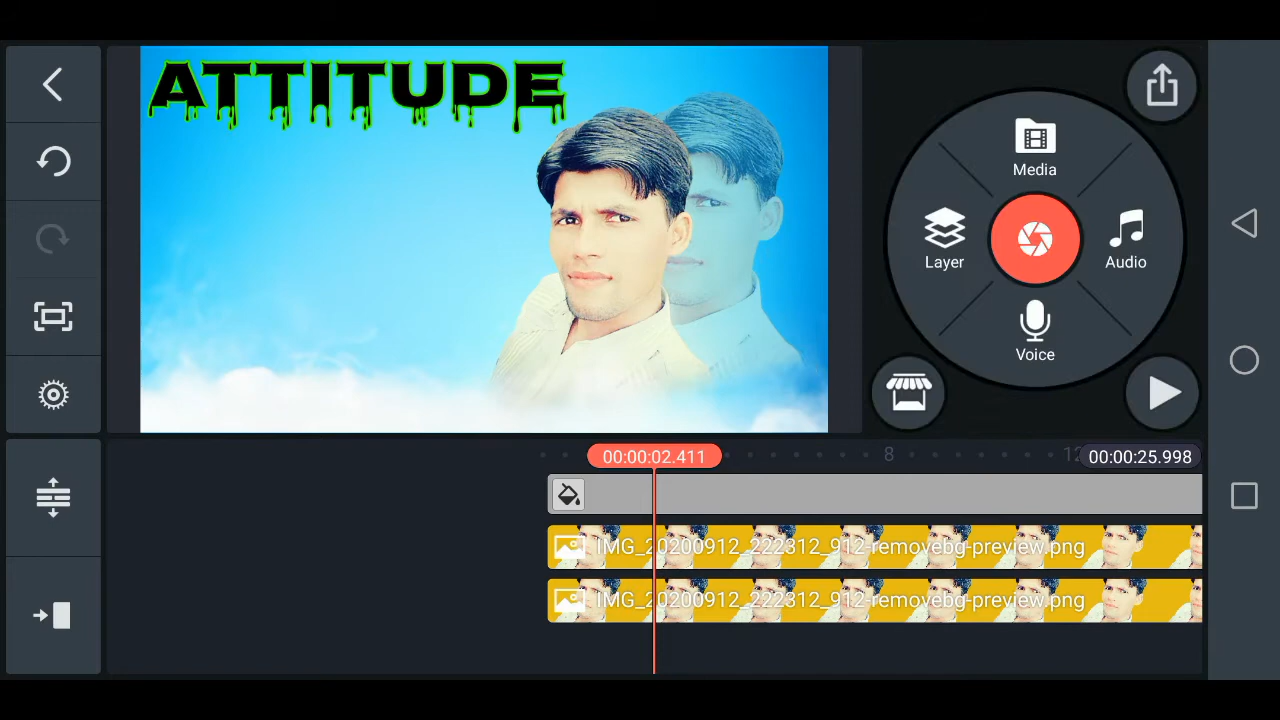 ATTITUDE
Media
Layer
Audio
Voice
00:00:02.411
8
12
00:00:25.998
IMG_20200912_222312_912-removebg-preview.png
IMG_20200912_222312_912-removebg-preview.png